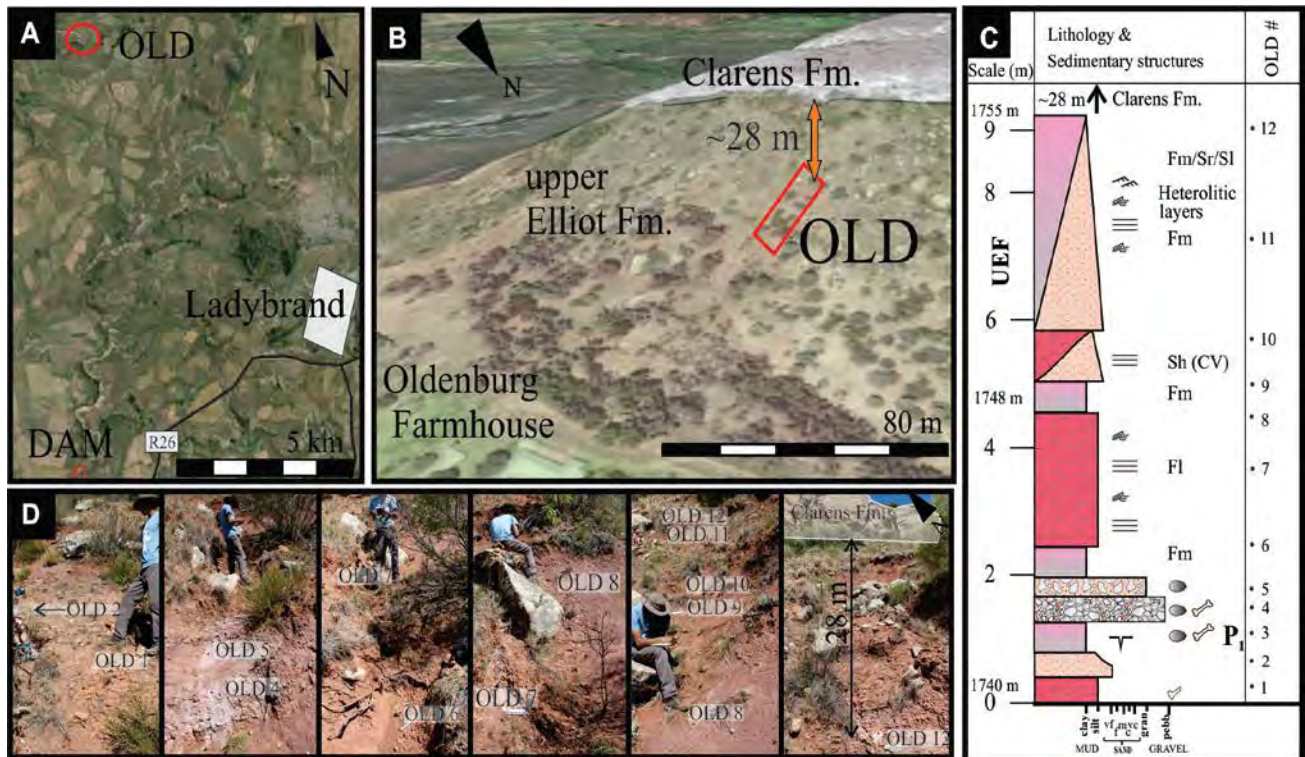 A
OLD
N
Ladybrand
R26
5 km
DAM
B
N
Clarens Fm.
~28 m
upper
Elliot Fm.
OLD
Oldenburg
Farmhouse
80 m
C
Lithology &
Sedimentary structures
Scale (m)
OLD #
~28 m
Clarens Fm.
1755 m
9
12
Fm/Sr/Sl
8
Heterolitic
layers
Fm
11
UEF
6
10
Sh (CV)
9
1748 m
Fm
8
4
Fl
7
6
Fm
2
5
4
3
P1
2
1
1740 m
0
clay
silt
vf
f
m
c
vc
gran
pebb
MUD
SAND
GRAVEL
D
OLD 2
OLD 1
OLD 5
OLD 4
OLD 7
OLD 6
OLD 8
OLD 7
OLD 12
OLD 11
OLD 10
OLD 9
OLD 8
Clarens Fm.
28 m
OLD 12